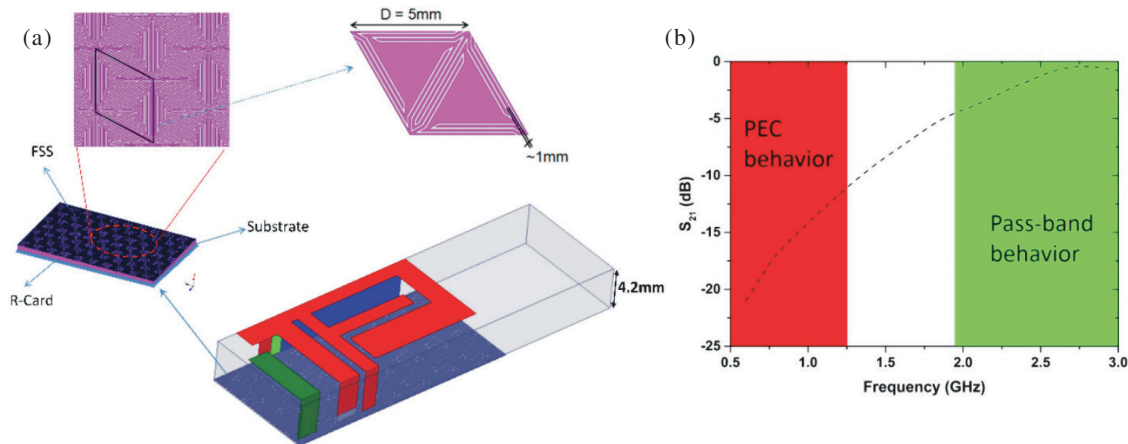 (a)
D = 5mm
~1mm
FSS
Substrate
R-Card
4.2mm
(b)
S21 (dB)
0
-5
-10
-15
-20
-25
PEC
behavior
Pass-band
behavior
0.5 1.0 1.5 2.0 2.5 3.0
Frequency (GHz)